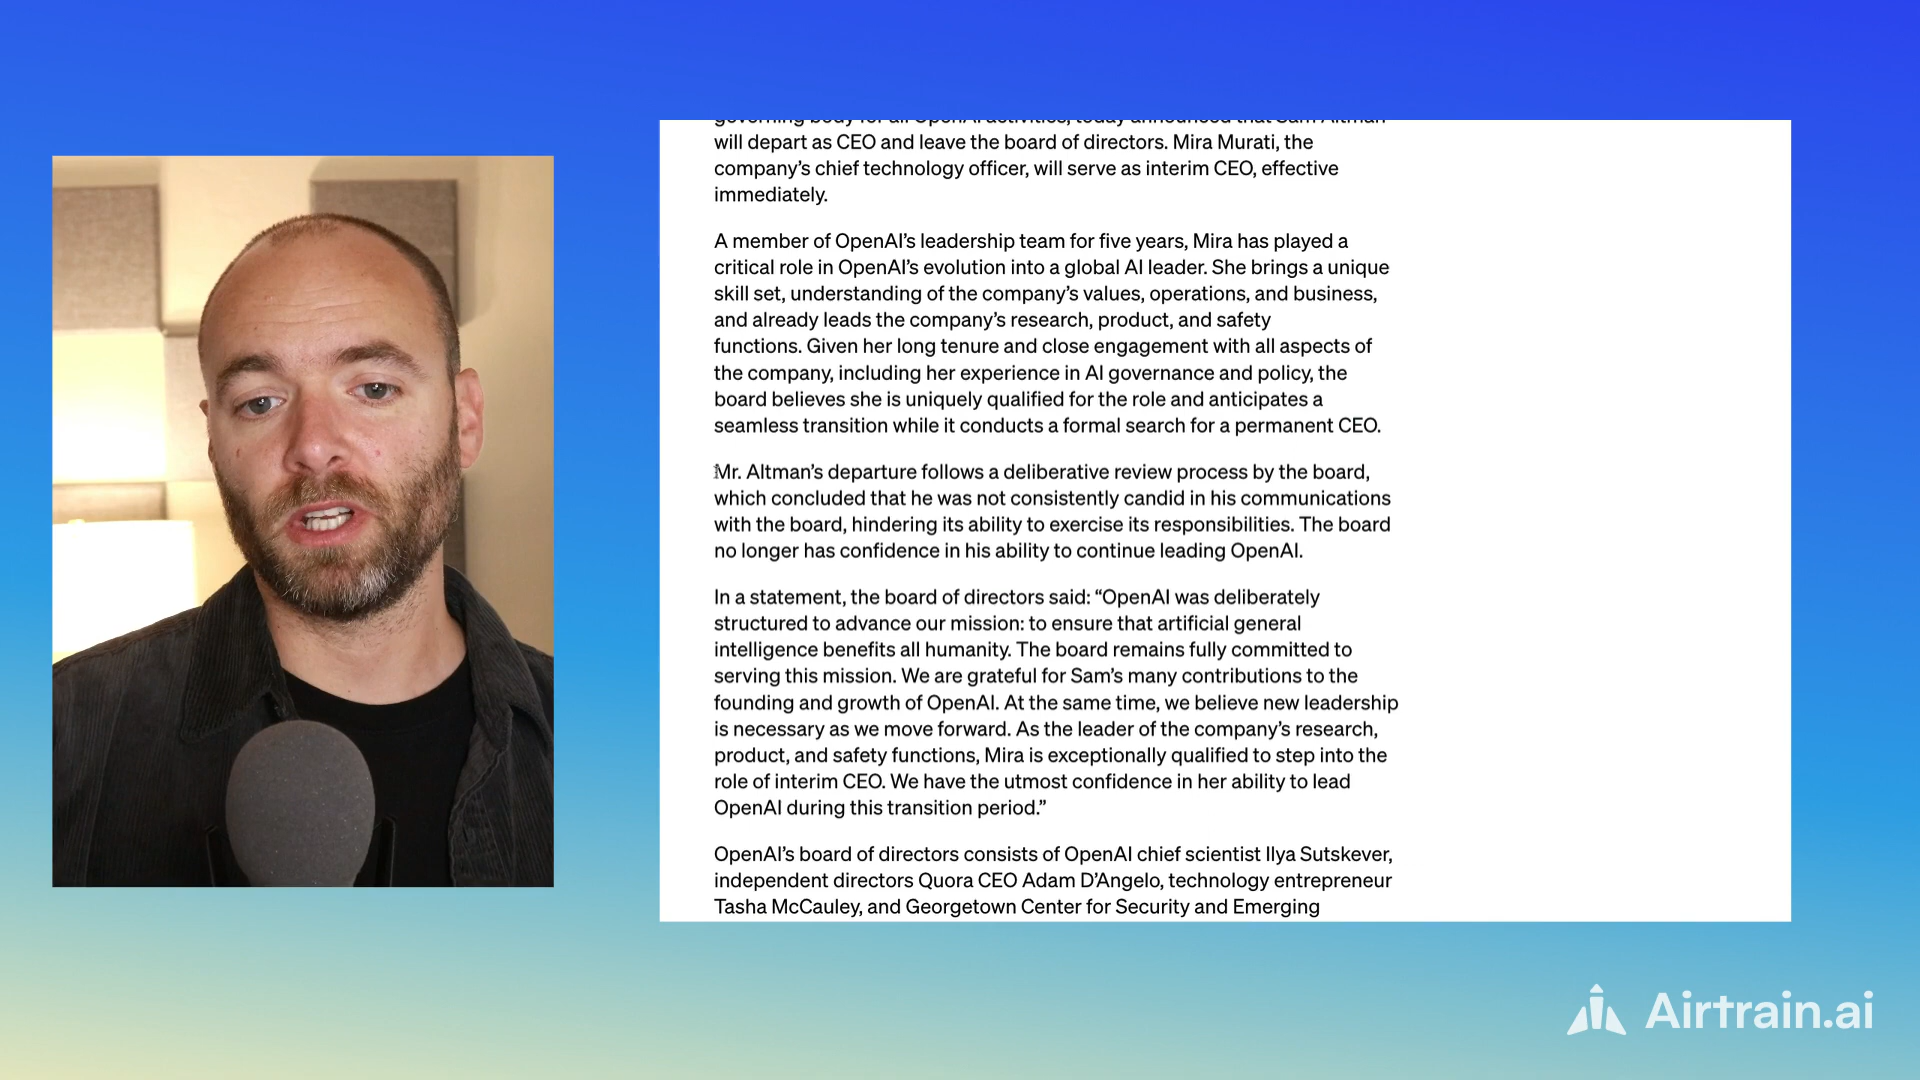 governing body for all OpenAI activities, today announced that Sam Altman
will depart as CEO and leave the board of directors. Mira Murati, the
company’s chief technology officer, will serve as interim CEO, effective
immediately.
A member of OpenAI’s leadership team for five years, Mira has played a
critical role in OpenAI’s evolution into a global AI leader. She brings a unique
skill set, understanding of the company’s values, operations, and business,
and already leads the company’s research, product, and safety
functions. Given her long tenure and close engagement with all aspects of
the company, including her experience in AI governance and policy, the
board believes she is uniquely qualified for the role and anticipates a
seamless transition while it conducts a formal search for a permanent CEO.
Mr. Altman’s departure follows a deliberative review process by the board,
which concluded that he was not consistently candid in his communications
with the board, hindering its ability to exercise its responsibilities. The board
no longer has confidence in his ability to continue leading OpenAI.
In a statement, the board of directors said: “OpenAI was deliberately
structured to advance our mission: to ensure that artificial general
intelligence benefits all humanity. The board remains fully committed to
serving this mission. We are grateful for Sam’s many contributions to the
founding and growth of OpenAI. At the same time, we believe new leadership
is necessary as we move forward. As the leader of the company’s research,
product, and safety functions, Mira is exceptionally qualified to step into the
role of interim CEO. We have the utmost confidence in her ability to lead
OpenAI during this transition period.”
OpenAI’s board of directors consists of OpenAI chief scientist Ilya Sutskever,
independent directors Quora CEO Adam D’Angelo, technology entrepreneur
Tasha McCauley, and Georgetown Center for Security and Emerging
Airtrain.ai